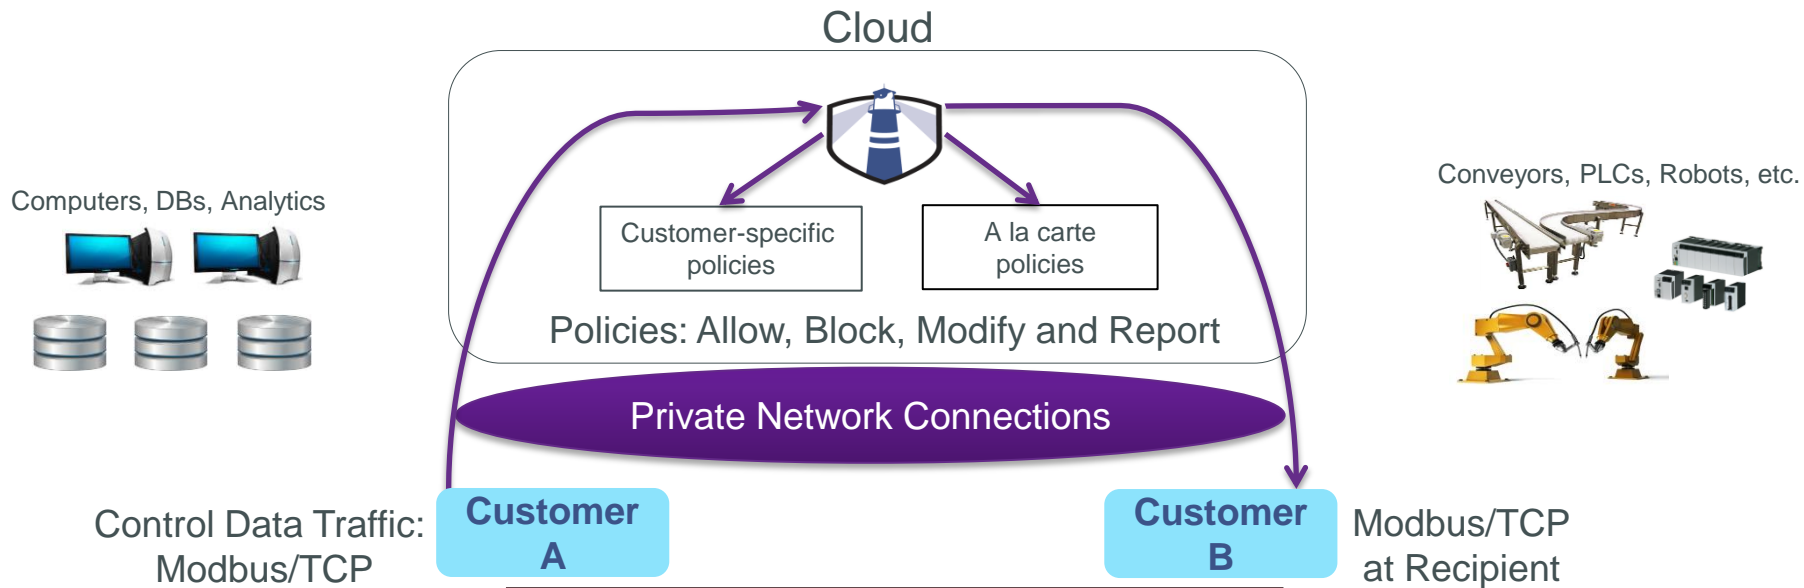 Cloud
Computers, DBs, Analytics
Conveyors, PLCs, Robots, etc.
Customer-specific
policies
A la carte
policies
Policies: Allow, Block, Modify and Report
Private Network Connections
Control Data Traffic:
Modbus/TCP
Customer
A
Customer
B
Modbus/TCP
at Recipient